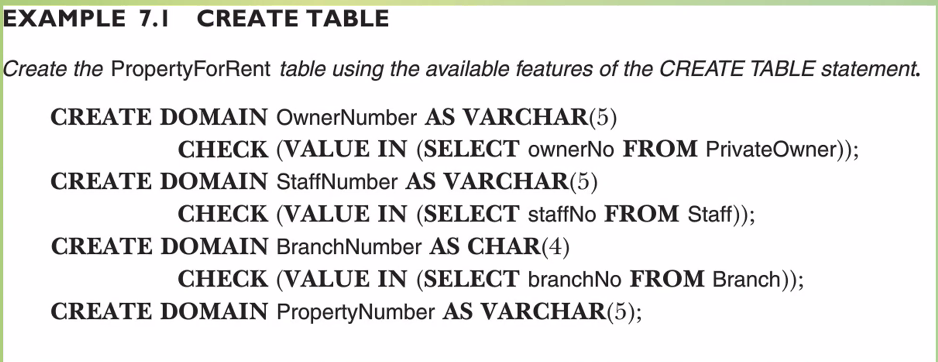 EXAMPLE 7.1 CREATE TABLE
Create the PropertyForRent table using the available features of the CREATE TABLE statement.
CREATE DOMAIN OwnerNumber AS VARCHAR(5)
CHECK (VALUE IN (SELECT ownerNo FROM PrivateOwner));
CREATE DOMAIN StaffNumber AS VARCHAR(5)
CHECK (VALUE IN (SELECT staffNo FROM Staff));
CREATE DOMAIN BranchNumber AS CHAR(4)
CHECK (VALUE IN (SELECT branchNo FROM Branch));
CREATE DOMAIN PropertyNumber AS VARCHAR(5);